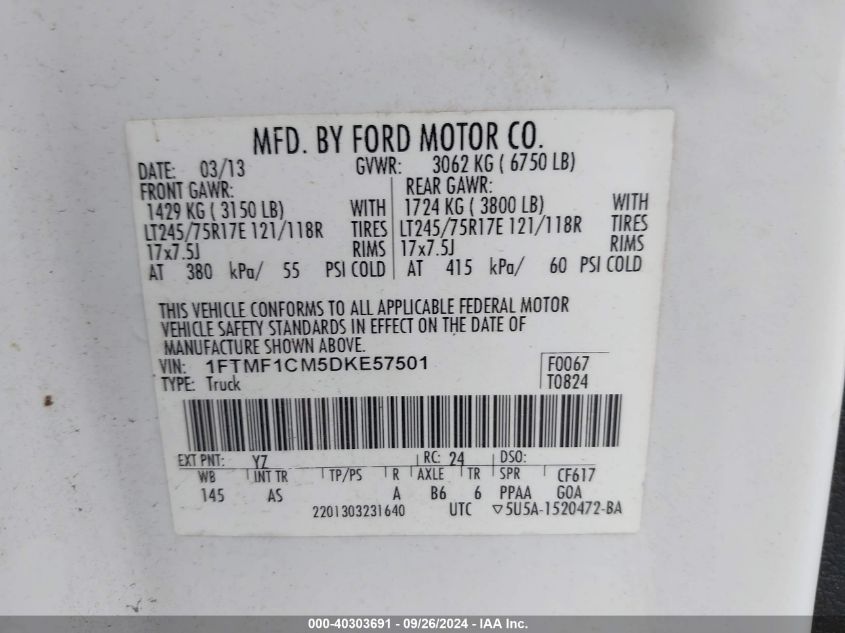 MFD. BY FORD MOTOR CO.
DATE: 03/13 GVWR: 3062 KG ( 6750 LB)
FRONT GAWR: REAR GAWR:
1429 KG ( 3150 LB) WITH 1724 KG ( 3800 LB) WITH
LT245/75R17E 121/118R TIRES LT245/75R17E 121/118R TIRES
17x7.5J RIMS 17x7.5J RIMS
AT 380 kPa/ 55 PSI COLD AT 415 kPa/ 60 PSI COLD
THIS VEHICLE CONFORMS TO ALL APPLICABLE FEDERAL MOTOR
VEHICLE SAFETY STANDARDS IN EFFECT ON THE DATE OF
MANUFACTURE SHOWN ABOVE.
VIN: 1FTMF1CM5DKE57501 F0067
TYPE: Truck T0824
EXT PNT: YZ RC: 24 DSO:
WB INT TR TP/PS R AXLE TR SPR CF617
145 AS A B6 6 PPAA GOA
2201303231640 UTC ▽5U5A-1520472-BA
000-40303691 - 09/26/2024 - IAA Inc.